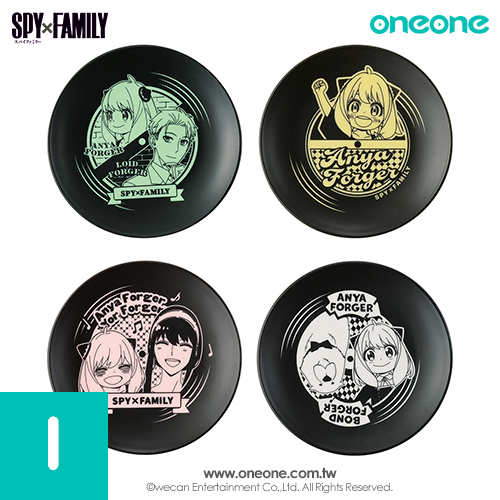 SPY×FAMILY
スパイファミリー
oneone
ANYA
FORGER
LOID
FORGER
SPY×FAMILY
Anya
Forger
SPY×FAMILY
Anya Forger
Yor Forger
SPY×FAMILY
ANYA
FORGER
BOND
FORGER
I
www.oneone.com.tw
©wecan Entertainment Co.,Ltd. All Rights Reserved.